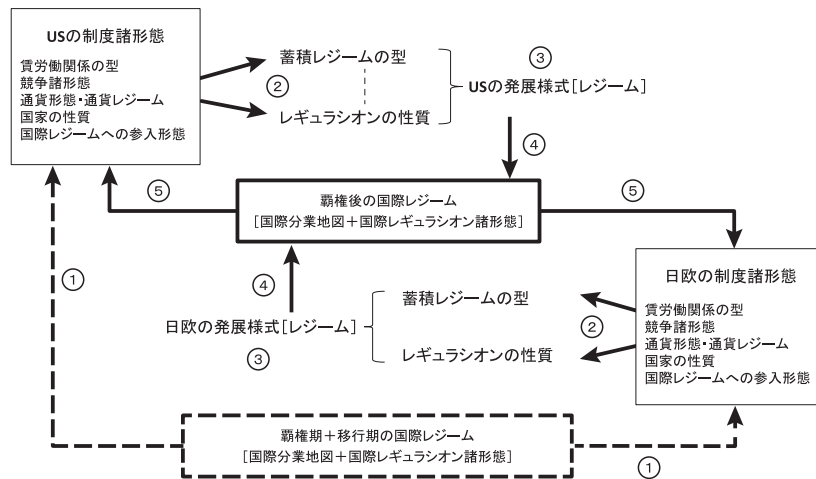 USの制度諸形態
賃労働関係の型
競争諸形態
通貨形態・通貨レジーム
国家の性質
国際レジームへの参入形態
②
蓄積レジームの型
レギュラシオンの性質
③
USの発展様式[レジーム]
④
⑤
覇権後の国際レジーム
[国際分業地図＋国際レギュラシオン諸形態]
⑤
①
④
日欧の発展様式[レジーム]
③
蓄積レジームの型
レギュラシオンの性質
②
日欧の制度諸形態
賃労働関係の型
競争諸形態
通貨形態・通貨レジーム
国家の性質
国際レジームへの参入形態
覇権期＋移行期の国際レジーム
[国際分業地図＋国際レギュラシオン諸形態]
①